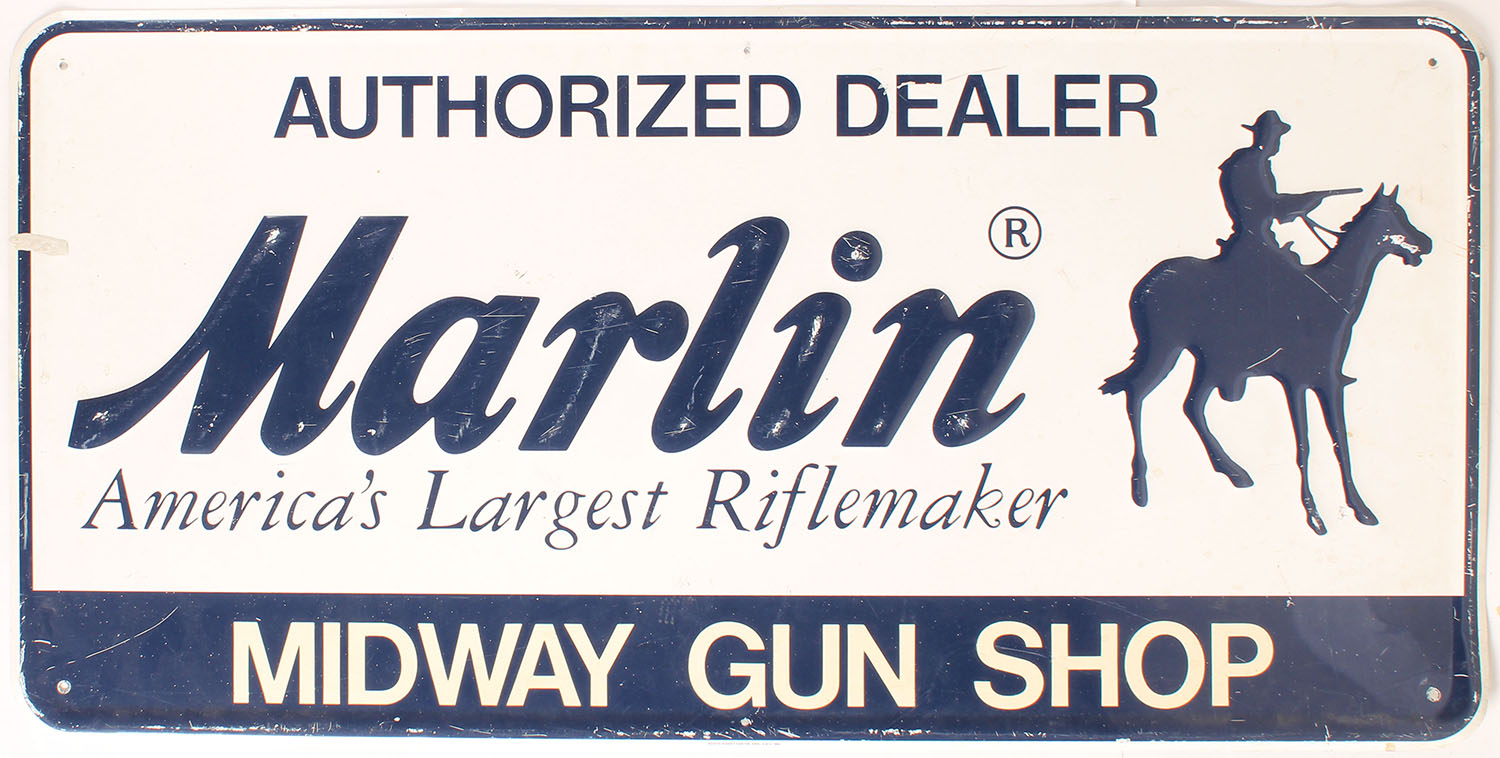 AUTHORIZED DEALER
Marlin ®
America's Largest Riflemaker
MIDWAY GUN SHOP